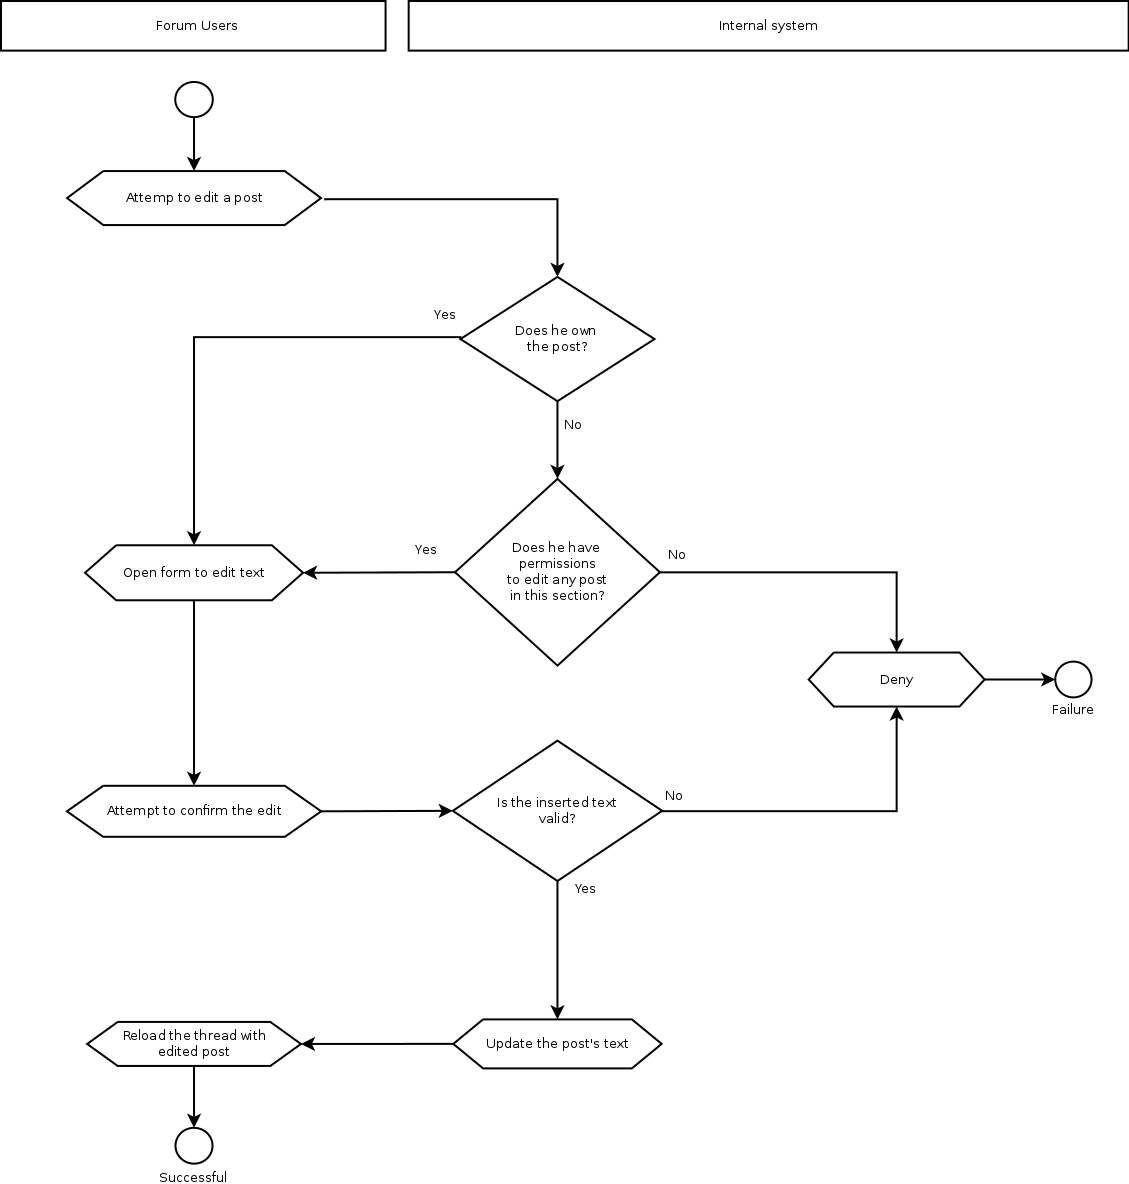 Forum Users
Internal system
Attemp to edit a post
Yes
Does he own
the post?
No
Yes
Does he have
permissions
to edit any post
in this section?
No
Open form to edit text
Deny
Failure
Attempt to confirm the edit
Is the inserted text
valid?
No
Yes
Reload the thread with
edited post
Update the post's text
Successful